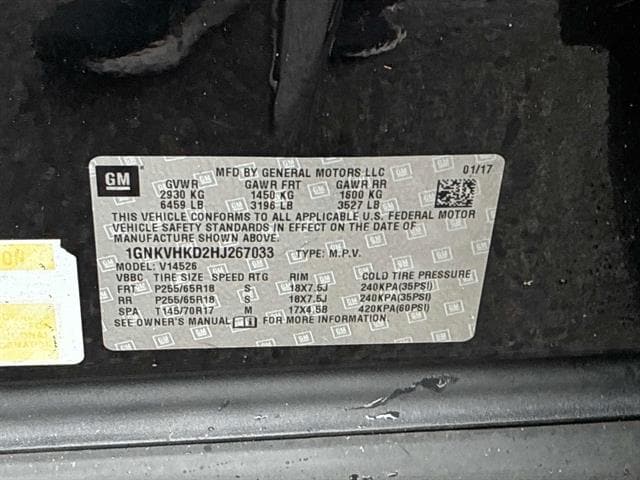 GM
MFD BY GENERAL MOTORS LLC 01/17
GVWR GAWR FRT GAWR RR
2930 KG 1450 KG 1600 KG
6459 LB 3196 LB 3527 LB
THIS VEHICLE CONFORMS TO ALL APPLICABLE U.S. FEDERAL MOTOR
VEHICLE SAFETY STANDARDS IN EFFECT ON THE DATE OF
MANUFACTURE SHOWN ABOVE.
1GNKVHKD2HJ267033 TYPE: M.P.V.
MODEL: V14526
VBBC TIRE SIZE SPEED RTG RIM COLD TIRE PRESSURE
FRT P255/65R18 S 18X7.5J 240KPA(35PSI)
RR P255/65R18 S 18X7.5J 240KPA(35PSI)
SPA T145/70R17 M 17X4.5B 420KPA(60PSI)
SEE OWNER'S MANUAL FOR MORE INFORMATION.